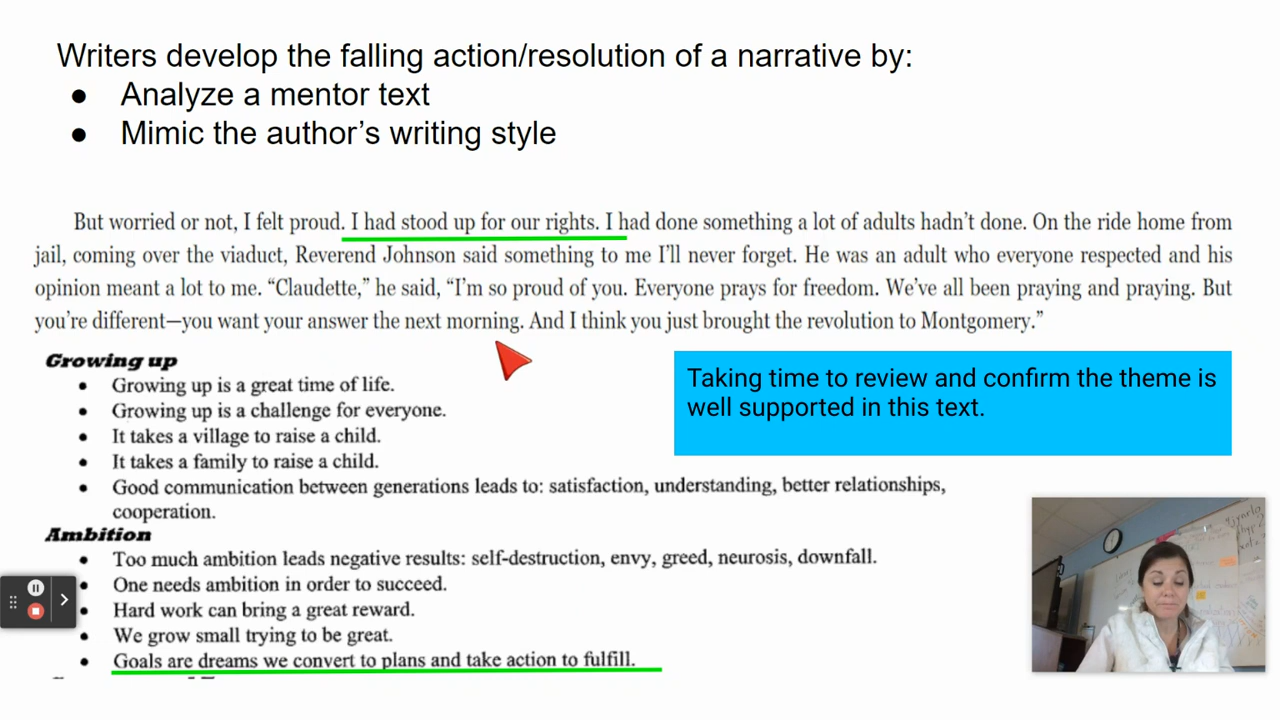 Writers develop the falling action/resolution of a narrative by:
● Analyze a mentor text
● Mimic the author's writing style
But worried or not, I felt proud. I had stood up for our rights. I had done something a lot of adults hadn't done. On the ride home from
jail, coming over the viaduct, Reverend Johnson said something to me I'll never forget. He was an adult who everyone respected and his
opinion meant a lot to me. “Claudette,” he said, “I'm so proud of you. Everyone prays for freedom. We've all been praying and praying. But
you're different—you want your answer the next morning. And I think you just brought the revolution to Montgomery.”
Growing up
• Growing up is a great time of life.
• Growing up is a challenge for everyone.
• It takes a village to raise a child.
• It takes a family to raise a child.
• Good communication between generations leads to: satisfaction, understanding, better relationships,
cooperation.
Taking time to review and confirm the theme is
well supported in this text.
Ambition
• Too much ambition leads negative results: self-destruction, envy, greed, neurosis, downfall.
• One needs ambition in order to succeed.
• Hard work can bring a great reward.
• We grow small trying to be great.
• Goals are dreams we convert to plans and take action to fulfill.